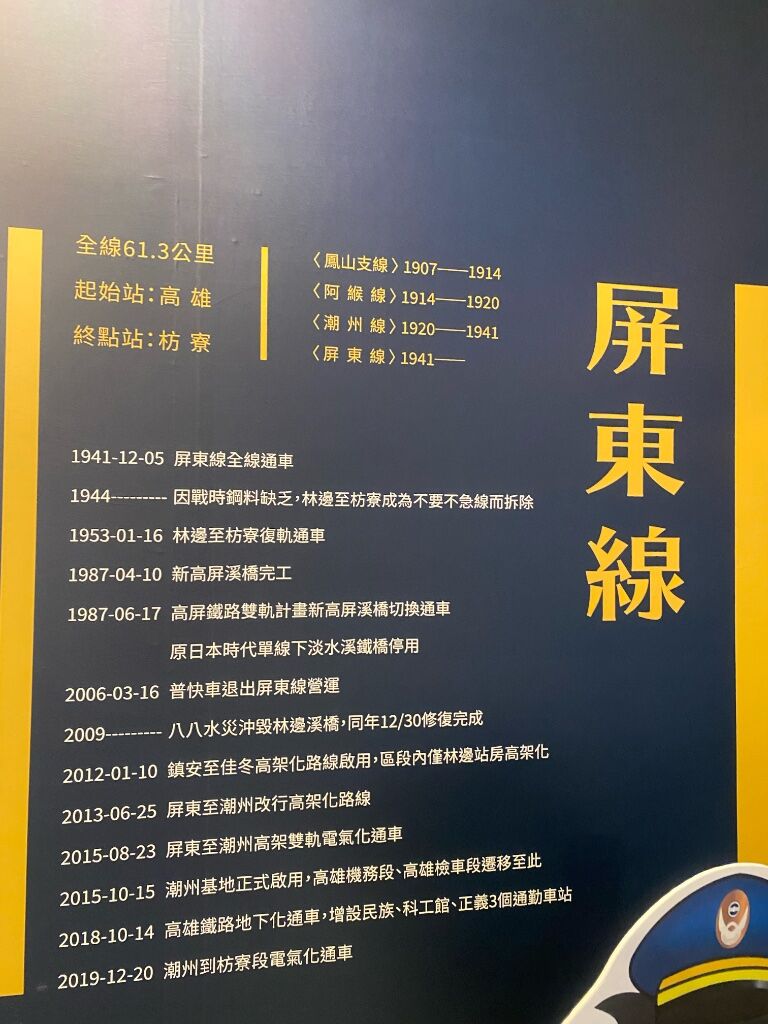 屏東線
全線61.3公里
起始站:高雄
終點站:枋寮
〈鳳山支線〉1907──1914
〈阿緱線〉1914──1920
〈潮州線〉1920──1941
〈屏東線〉1941──
1941-12-05 屏東線全線通車
1944--------- 因戰時鋼料缺乏,林邊至枋寮成為不要不急線而拆除
1953-01-16 林邊至枋寮復軌通車
1987-04-10 新高屏溪橋完工
1987-06-17 高屏鐵路雙軌計畫新高屏溪橋切換通車
原日本時代單線下淡水溪鐵橋停用
2006-03-16 普快車退出屏東線營運
2009--------- 八八水災沖毀林邊溪橋,同年12/30修復完成
2012-01-10 鎮安至佳冬高架化路線啟用,區段內僅林邊站房高架化
2013-06-25 屏東至潮州改行高架化路線
2015-08-23 屏東至潮州高架雙軌電氣化通車
2015-10-15 潮州基地正式啟用,高雄機務段、高雄檢車段遷移至此
2018-10-14 高雄鐵路地下化通車,增設民族、科工館、正義3個通勤車站
2019-12-20 潮州到枋寮段電氣化通車